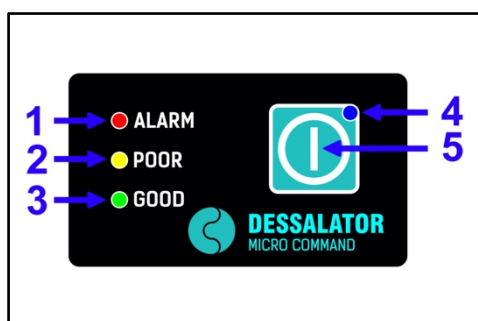 1 ALARM 4
2 POOR 5
3 GOOD
DESSALATOR
MICRO COMMAND